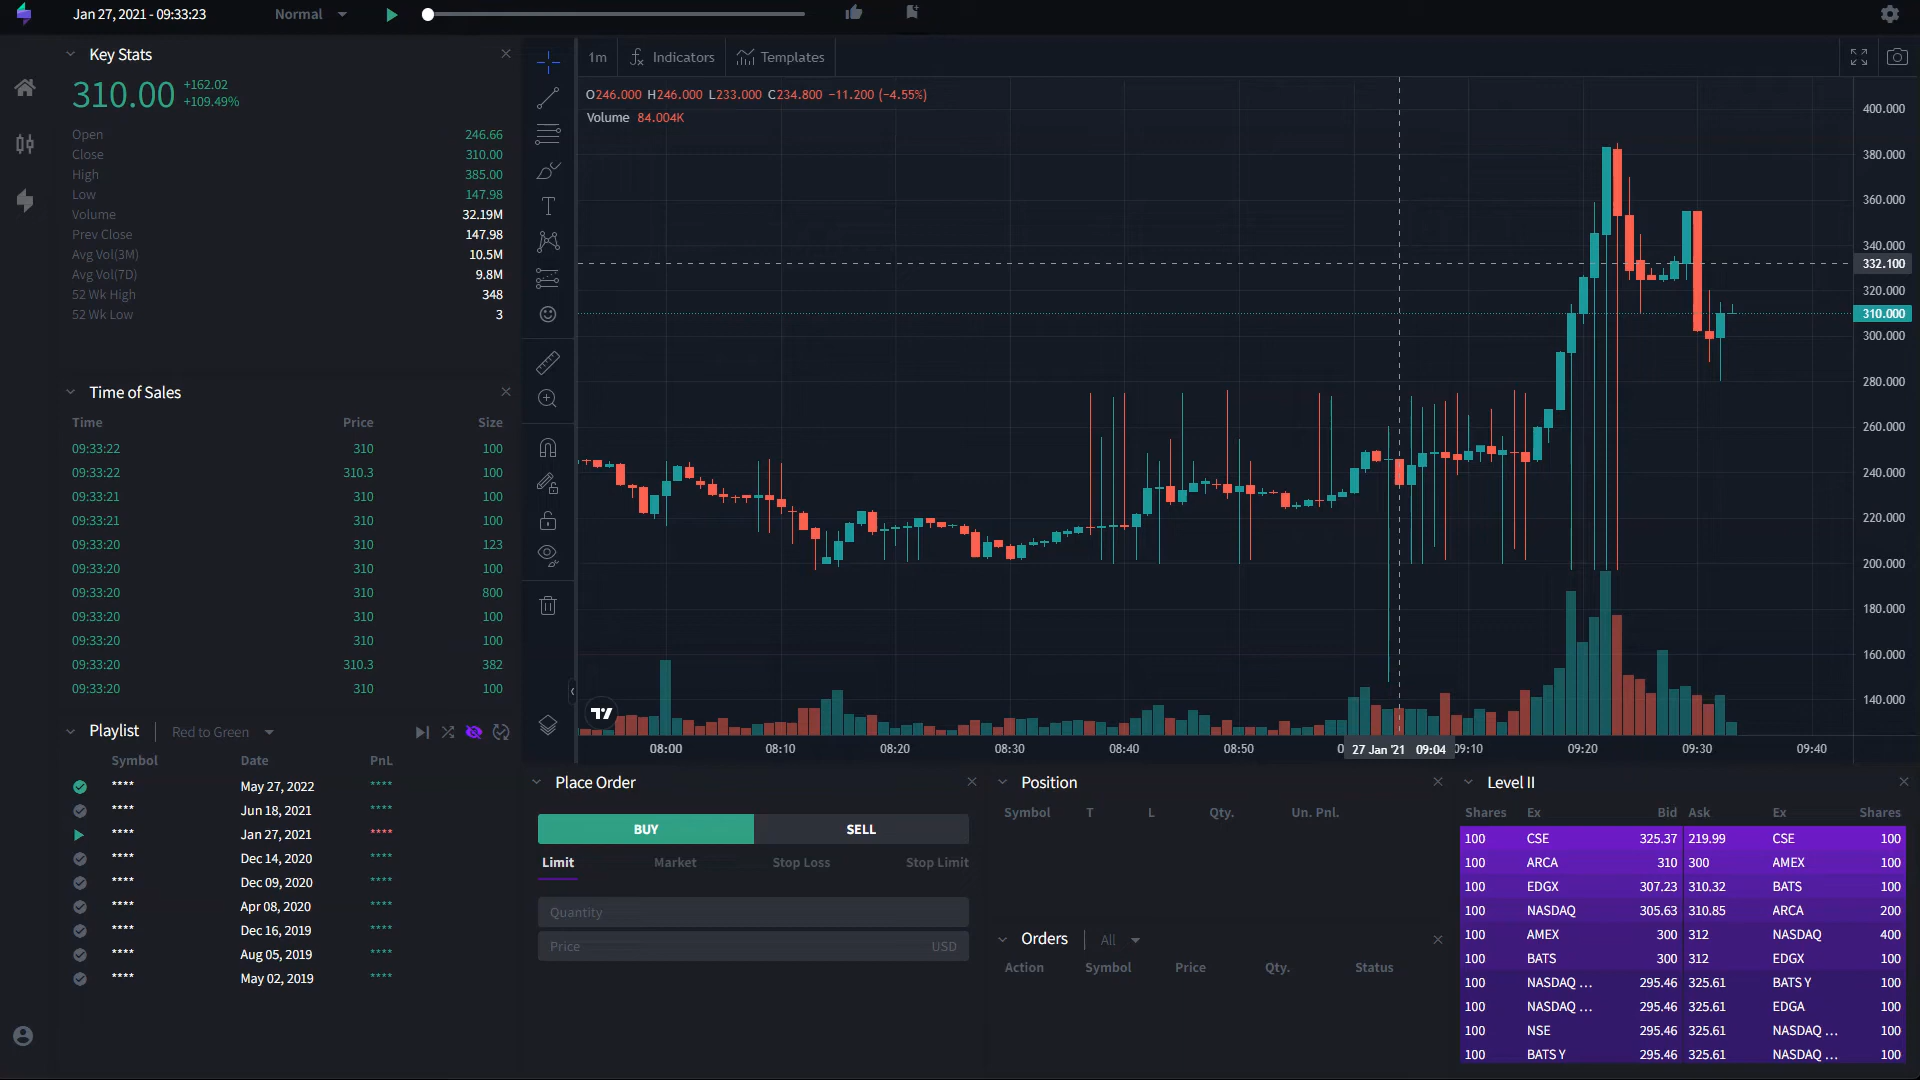 Jan 27, 2021 - 09:33:23 Normal
Key Stats
310.00 +162.02
+109.49%
Open 246.66
Close 310.00
High 385.00
Low 147.98
Volume 32.19M
Prev Close 147.98
Avg Vol(3M) 10.5M
Avg Vol(7D) 9.8M
52 Wk High 348
52 Wk Low 3
Time of Sales
Time Price Size
09:33:22 310 100
09:33:22 310.3 100
09:33:21 310 100
09:33:21 310 100
09:33:20 310 123
09:33:20 310 100
09:33:20 310 800
09:33:20 310 100
09:33:20 310 100
09:33:20 310.3 382
09:33:20 310 100
Playlist Red to Green
Symbol Date PnL
**** May 27, 2022 ****
**** Jun 18, 2021 ****
**** Jan 27, 2021 ****
**** Dec 14, 2020 ****
**** Dec 09, 2020 ****
**** Apr 08, 2020 ****
**** Dec 16, 2019 ****
**** Aug 05, 2019 ****
**** May 02, 2019 ****
1m Indicators Templates
O246.000 H246.000 L233.000 C234.800 −11.200 (−4.55%)
Volume 84.004K
400.000
380.000
360.000
340.000
332.100
320.000
310.000
300.000
280.000
260.000
240.000
220.000
200.000
180.000
160.000
140.000
08:00 08:10 08:20 08:30 08:40 08:50 0 27 Jan '21 09:04 09:10 09:20 09:30 09:40
Place Order
BUY SELL
Limit Market Stop Loss Stop Limit
Quantity
Price USD
Position
Symbol T L Qty. Un. Pnl.
Orders All
Action Symbol Price Qty. Status
Level II
Shares Ex Bid Ask Ex Shares
100 CSE 325.37 219.99 CSE 100
100 ARCA 310 300 AMEX 100
100 EDGX 307.23 310.32 BATS 100
100 NASDAQ 305.63 310.85 ARCA 200
100 AMEX 300 312 NASDAQ 400
100 BATS 300 312 EDGX 100
100 NASDAQ ... 295.46 325.61 BATS Y 100
100 NASDAQ ... 295.46 325.61 EDGA 100
100 NSE 295.46 325.61 NASDAQ ... 100
100 BATS Y 295.46 325.61 NASDAQ ... 100